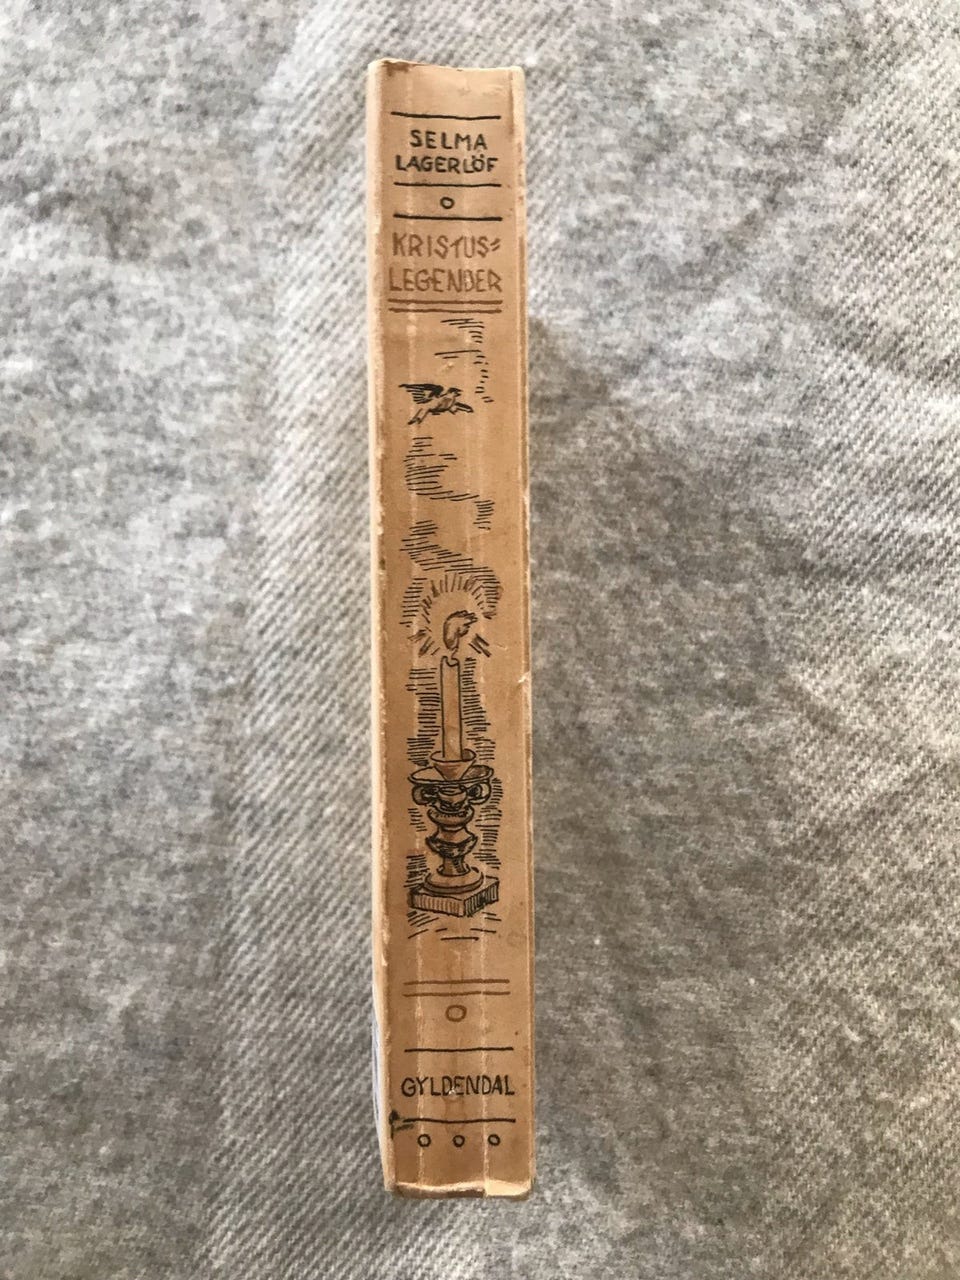 SELMA
LAGERLÖF
KRISTUS=
LEGENDER
GYLDENDAL